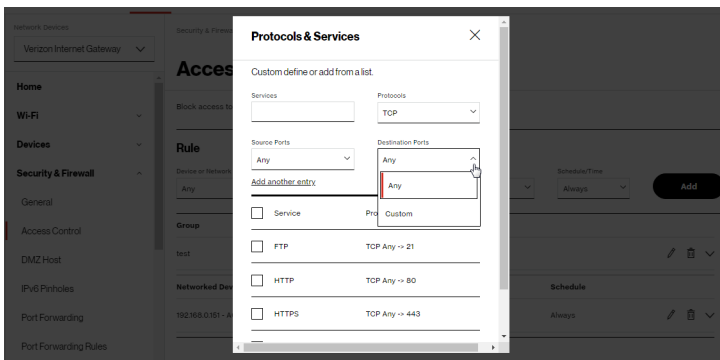 Network Devices
Verizon Internet Gateway
Home
Wi-Fi
Devices
Security & Firewall
General
Access Control
DMZ Host
IPv6 Pinholes
Port Forwarding
Port Forwarding Rules
Security & Firewa
Acces
Block access to
Rule
Device or Network
Any
Schedule/Time
Always
Add
Group
test
Networked Dev
Schedule
192.168.0.151 - A
Always
Protocols & Services
Custom define or add from a list.
Services
Protocols
TCP
Source Ports
Destination Ports
Any
Any
Add another entry
Any
Custom
Service
Pro
FTP
TCP Any -> 21
HTTP
TCP Any -> 80
HTTPS
TCP Any -> 443